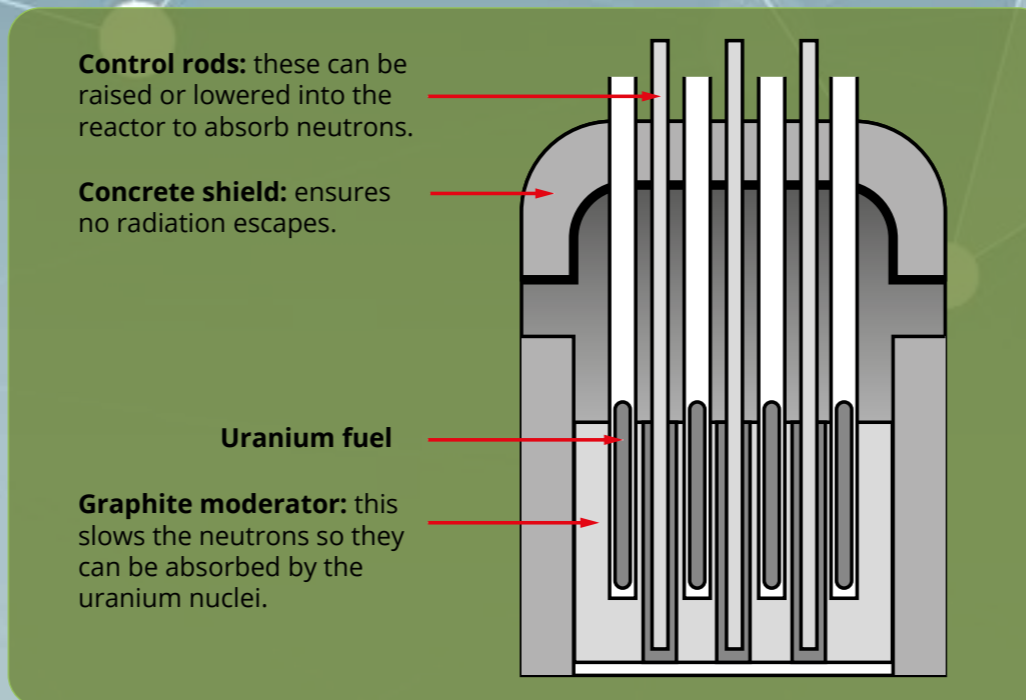 Control rods: these can be
raised or lowered into the
reactor to absorb neutrons.
Concrete shield: ensures
no radiation escapes.
Uranium fuel
Graphite moderator: this
slows the neutrons so they
can be absorbed by the
uranium nuclei.